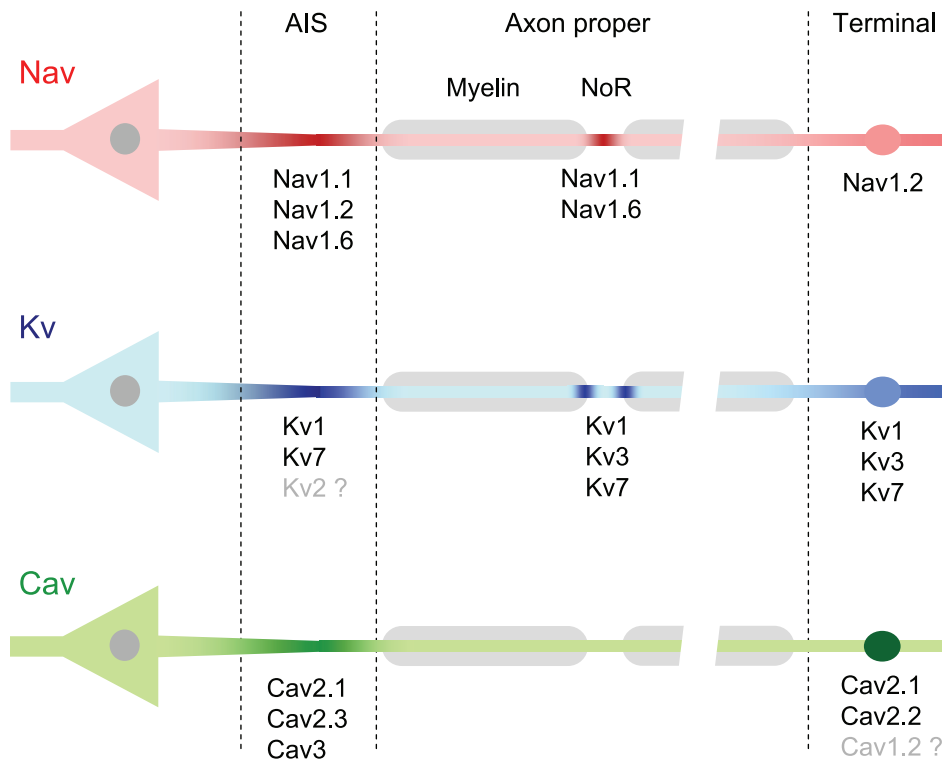 AIS
Axon proper
Terminal
Nav
Myelin
NoR
Nav1.1
Nav1.2
Nav1.6
Nav1.1
Nav1.6
Nav1.2
Kv
Kv1
Kv7
Kv2 ?
Kv1
Kv3
Kv7
Kv1
Kv3
Kv7
Cav
Cav2.1
Cav2.3
Cav3
Cav2.1
Cav2.2
Cav1.2 ?